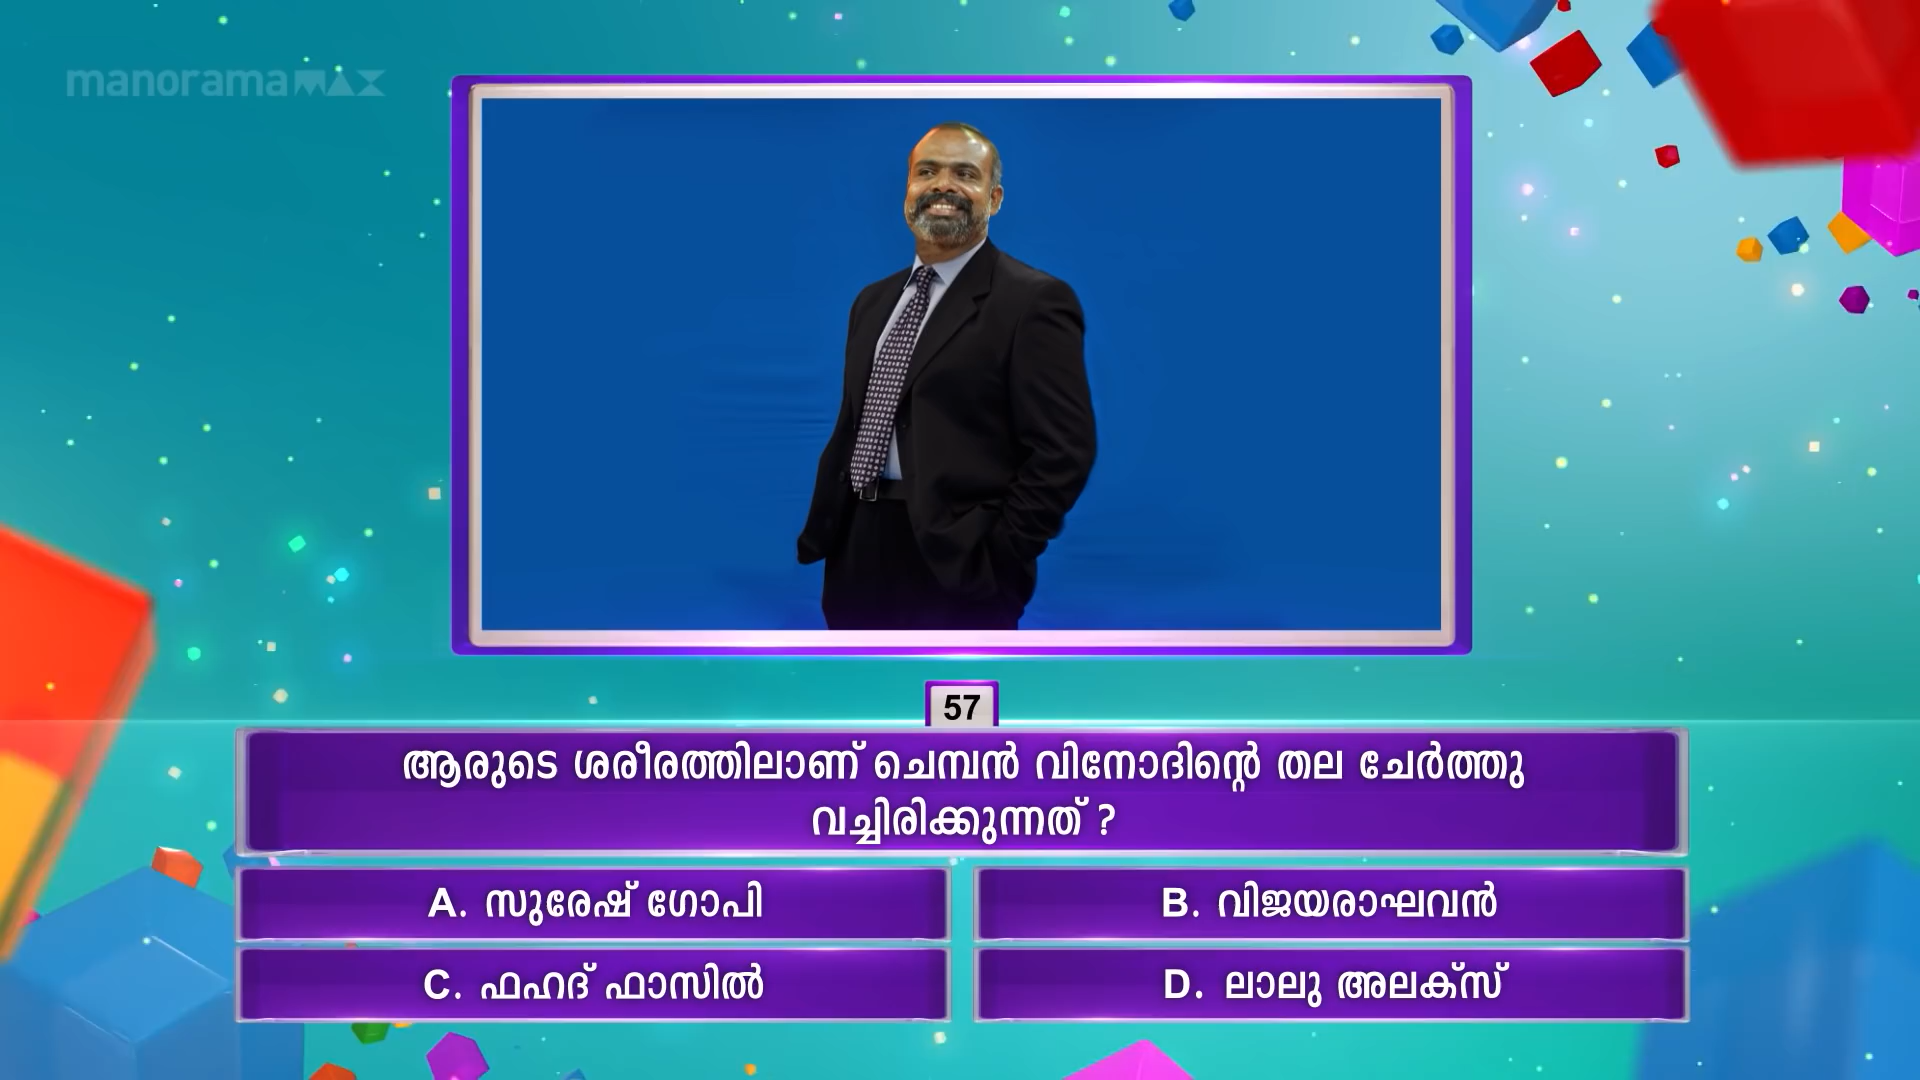 manoramaMAX
57
ആരുടെ ശരീരത്തിലാണ് ചെമ്പൻ വിനോദിന്റെ തല ചേർത്തു
വച്ചിരിക്കുന്നത് ?
A. സുരേഷ് ഗോപി
B. വിജയരാഘവൻ
C. ഫഹദ് ഫാസിൽ
D. ലാലു അലക്സ്